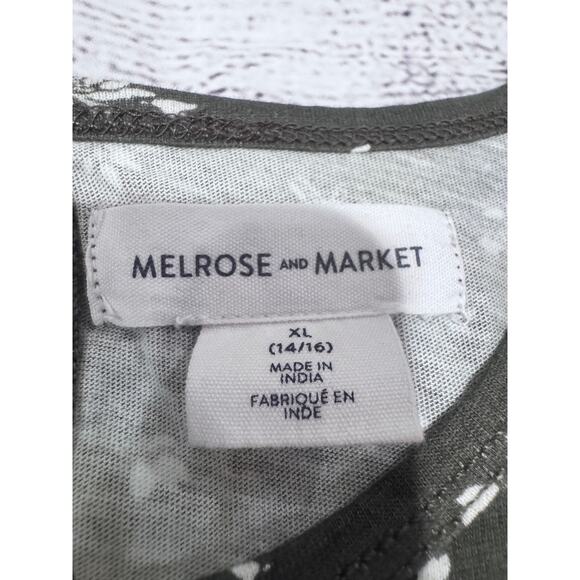 MELROSE AND MARKET
XL
(14/16)
MADE IN
INDIA
FABRIQUÉ EN
INDE